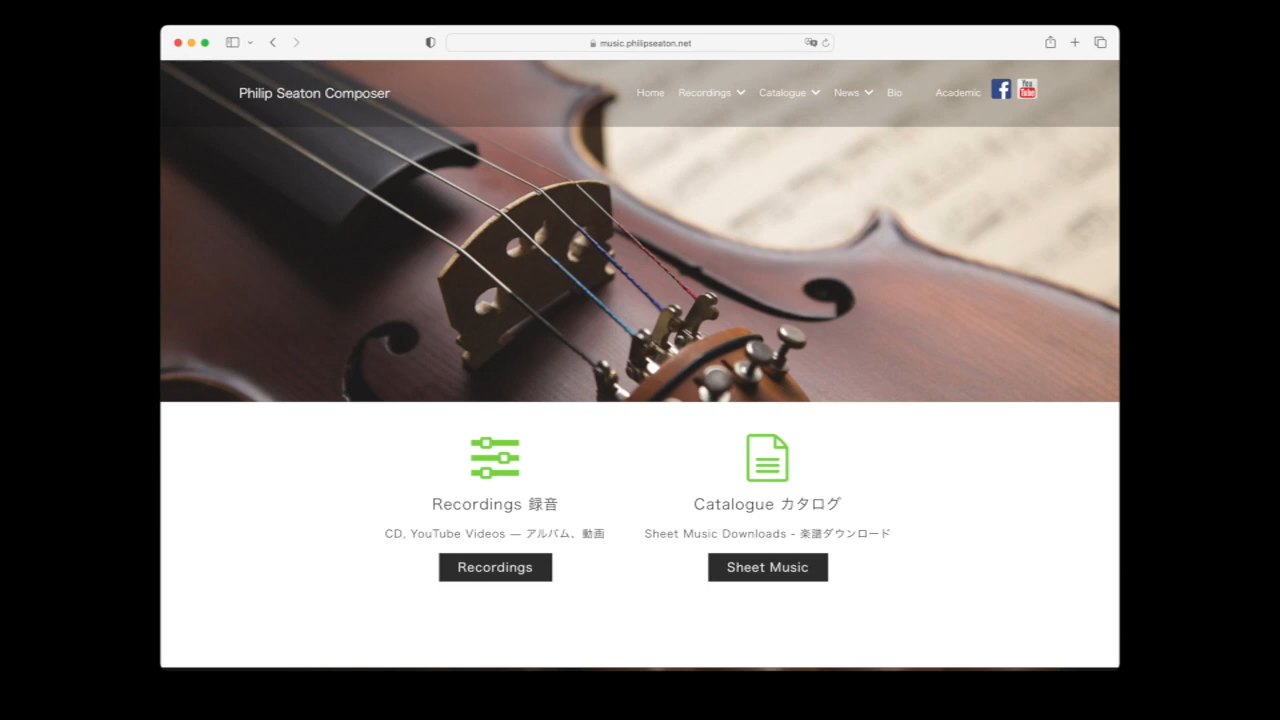 music.philipseaton.net
Philip Seaton Composer
Home Recordings Catalogue News Bio Academic
You
Tube
Recordings 録音
CD, YouTube Videos — アルバム、動画
Recordings
Catalogue カタログ
Sheet Music Downloads - 楽譜ダウンロード
Sheet Music